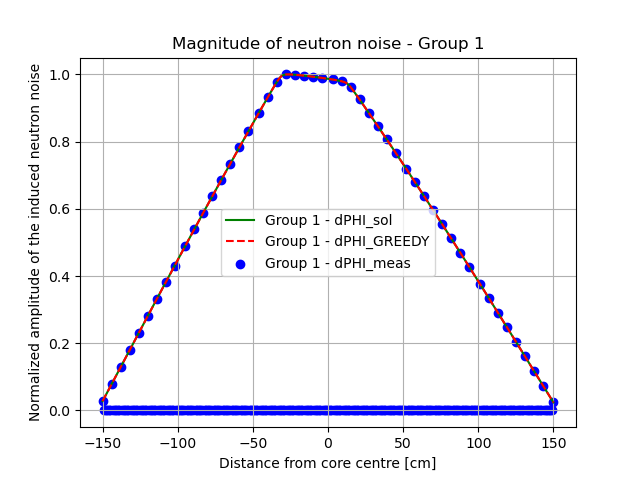 Magnitude of neutron noise - Group 1
Normalized amplitude of the induced neutron noise
1.0
0.8
0.6
0.4
0.2
0.0
Group 1 - dPHI_sol
Group 1 - dPHI_GREEDY
Group 1 - dPHI_meas
−150
−100
−50
0
50
100
150
Distance from core centre [cm]